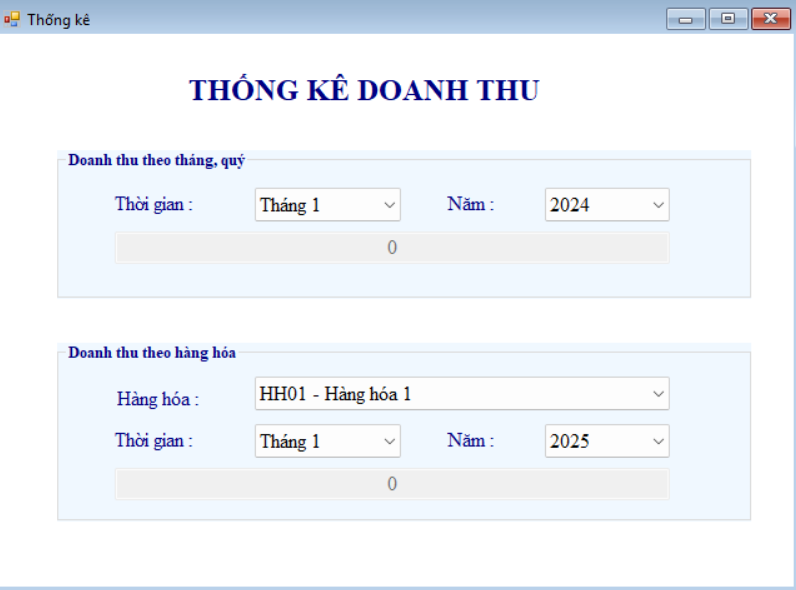 Thống kê
THỐNG KÊ DOANH THU
Doanh thu theo tháng, quý
Thời gian : Tháng 1 Năm : 2024
0
Doanh thu theo hàng hóa
Hàng hóa : HH01 - Hàng hóa 1
Thời gian : Tháng 1 Năm : 2025
0